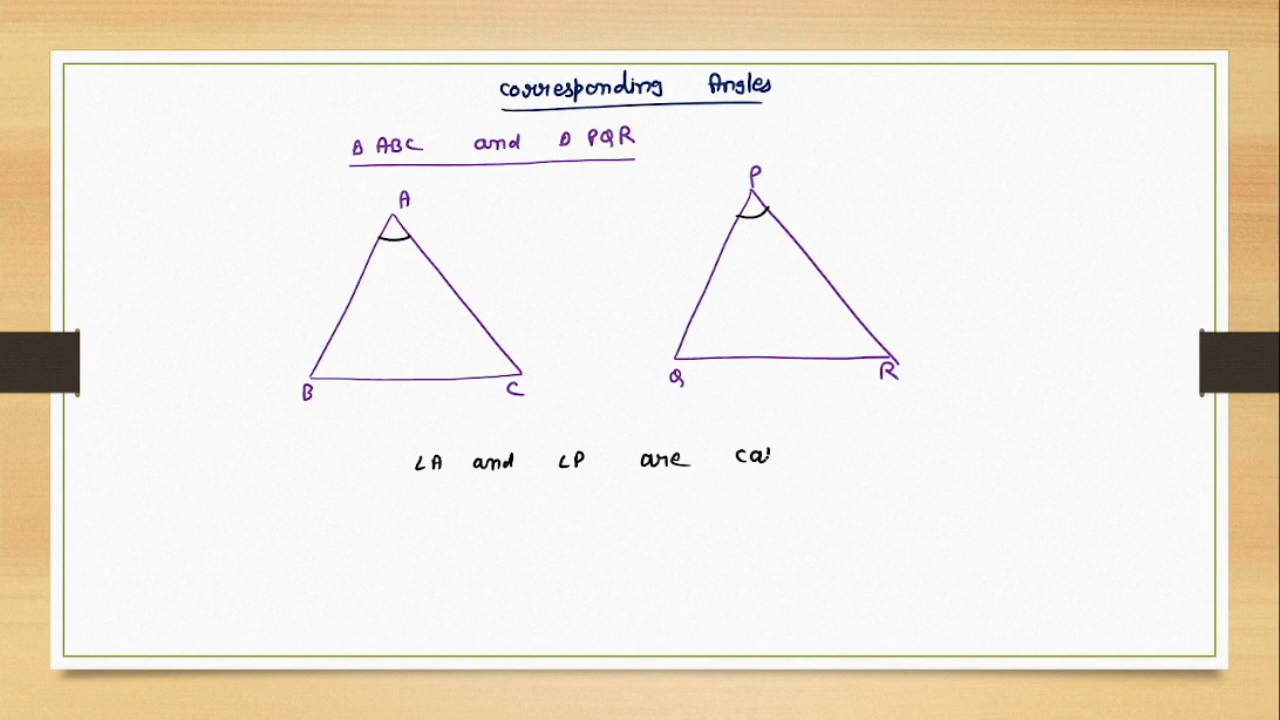 corresponding Angles
Δ ABC and Δ PQR
P
A
B C
Q R
∠A and ∠P are